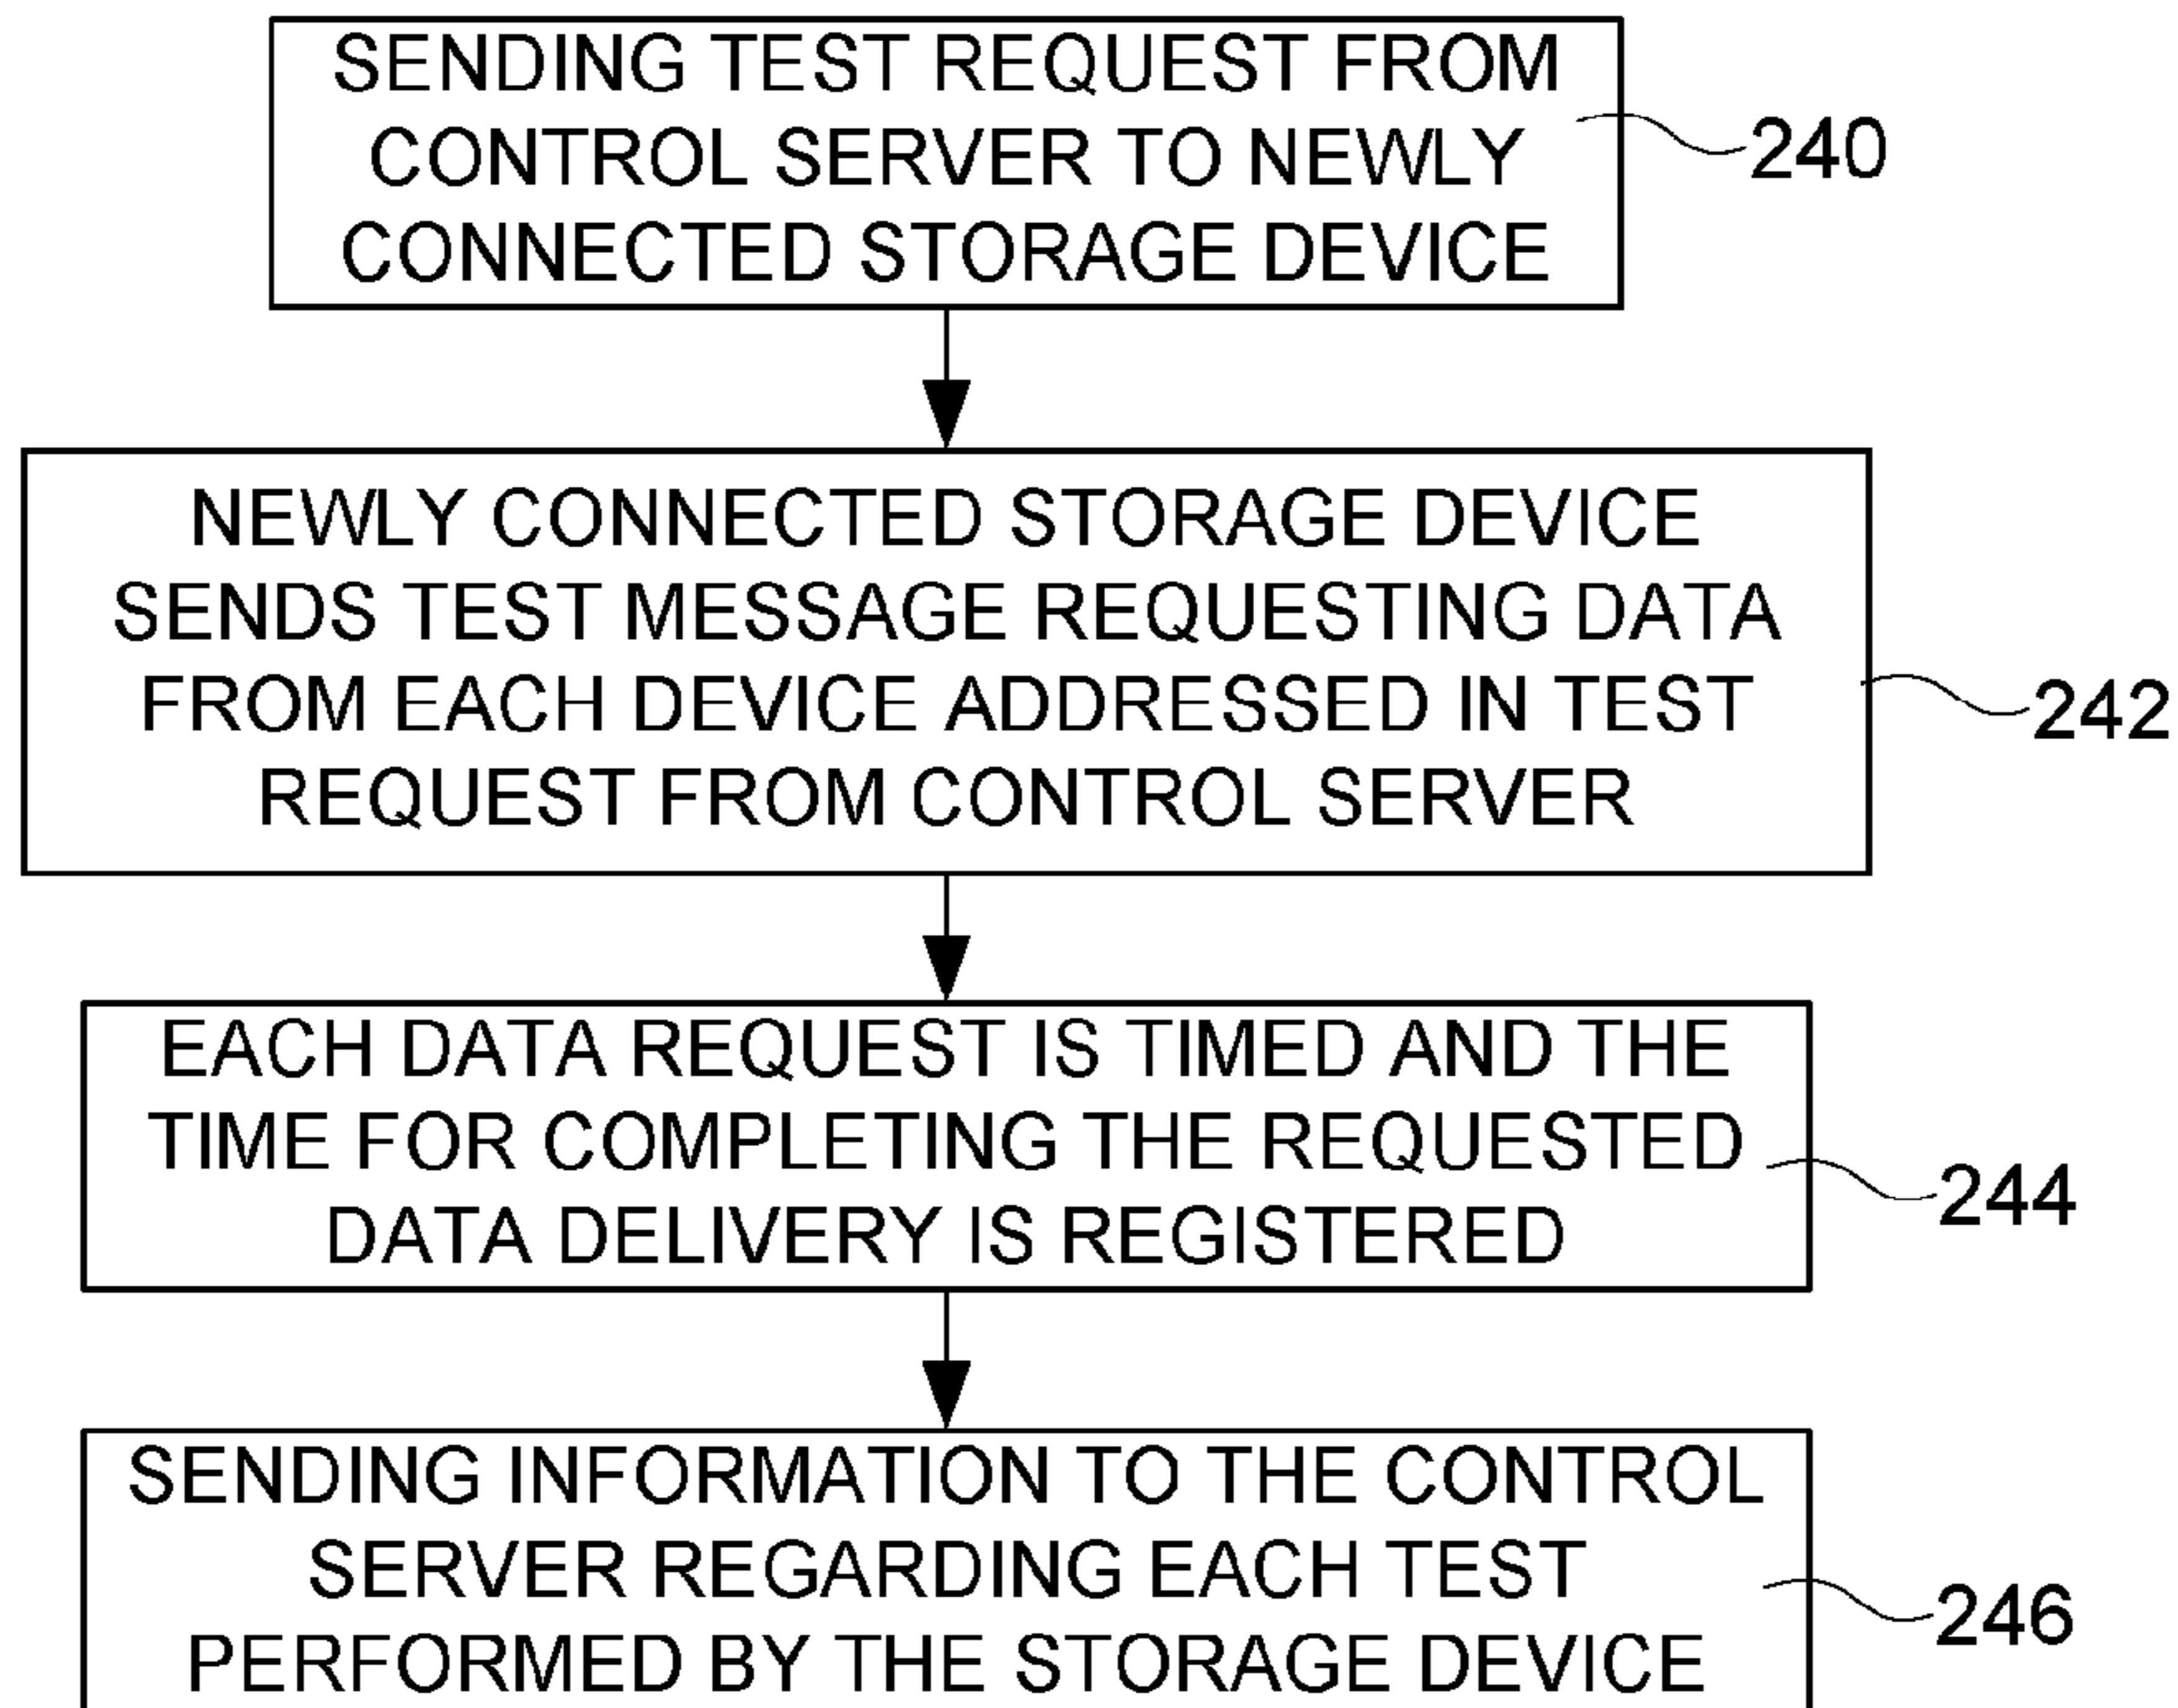 SENDING TEST REQUEST FROM
CONTROL SERVER TO NEWLY
CONNECTED STORAGE DEVICE
240
NEWLY CONNECTED STORAGE DEVICE
SENDS TEST MESSAGE REQUESTING DATA
FROM EACH DEVICE ADDRESSED IN TEST
REQUEST FROM CONTROL SERVER
242
EACH DATA REQUEST IS TIMED AND THE
TIME FOR COMPLETING THE REQUESTED
DATA DELIVERY IS REGISTERED
244
SENDING INFORMATION TO THE CONTROL
SERVER REGARDING EACH TEST
PERFORMED BY THE STORAGE DEVICE
246